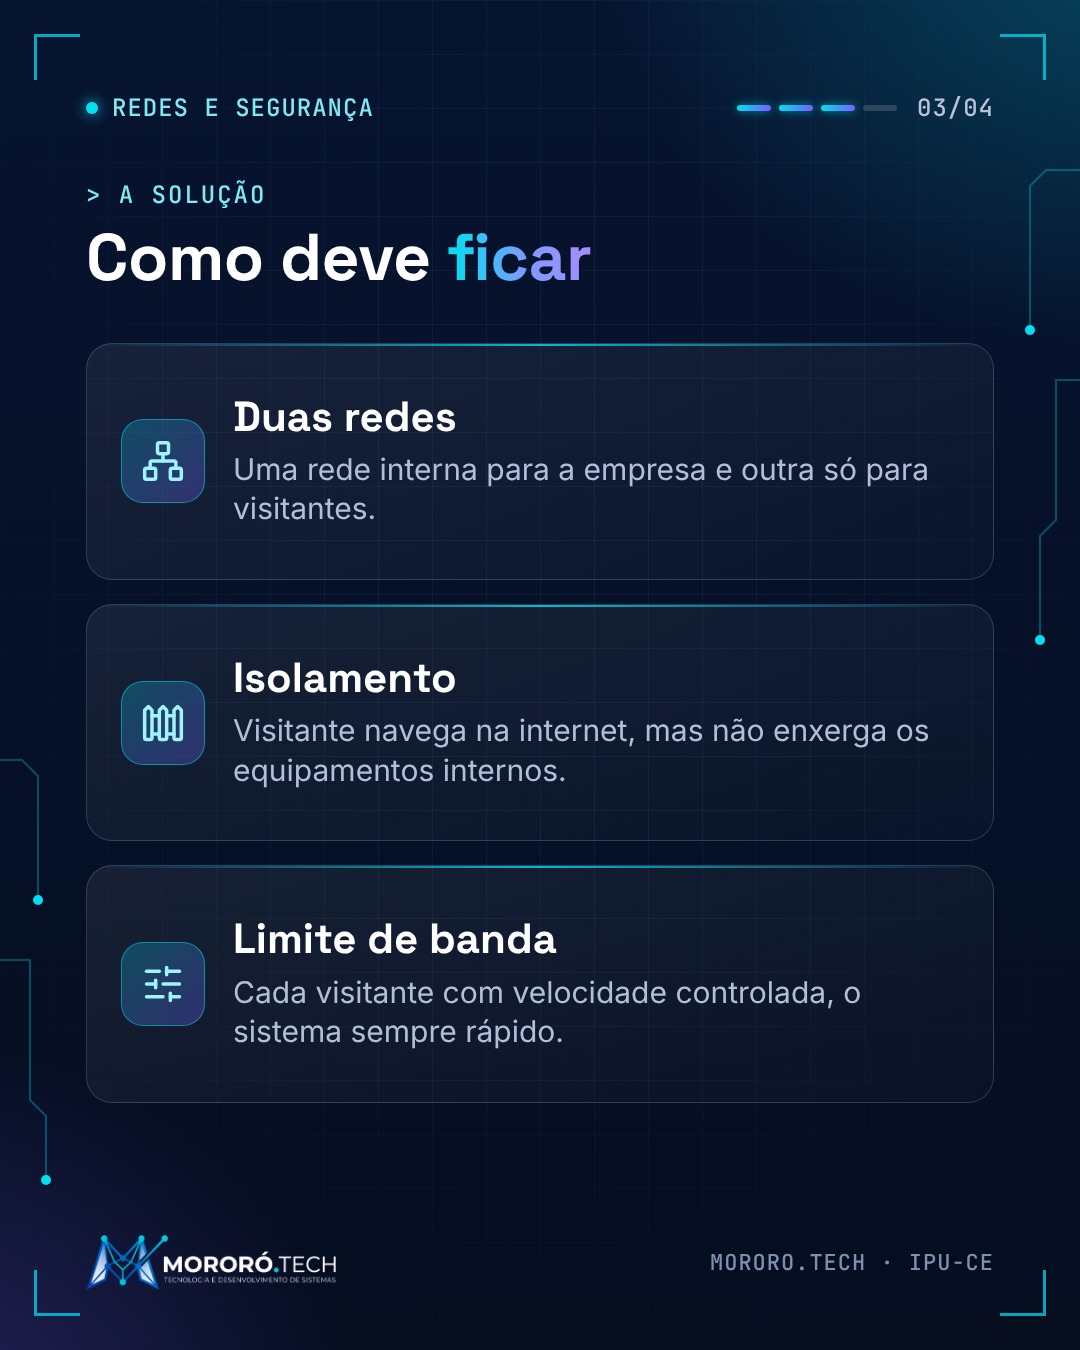 REDES E SEGURANÇA
03/04
> A SOLUÇÃO
Como deve ficar
Duas redes
Uma rede interna para a empresa e outra só para
visitantes.
Isolamento
Visitante navega na internet, mas não enxerga os
equipamentos internos.
Limite de banda
Cada visitante com velocidade controlada, o
sistema sempre rápido.
MORORÓ.TECH
TECNOLOGIA E DESENVOLVIMENTO DE SISTEMAS
MORORO.TECH · IPU-CE